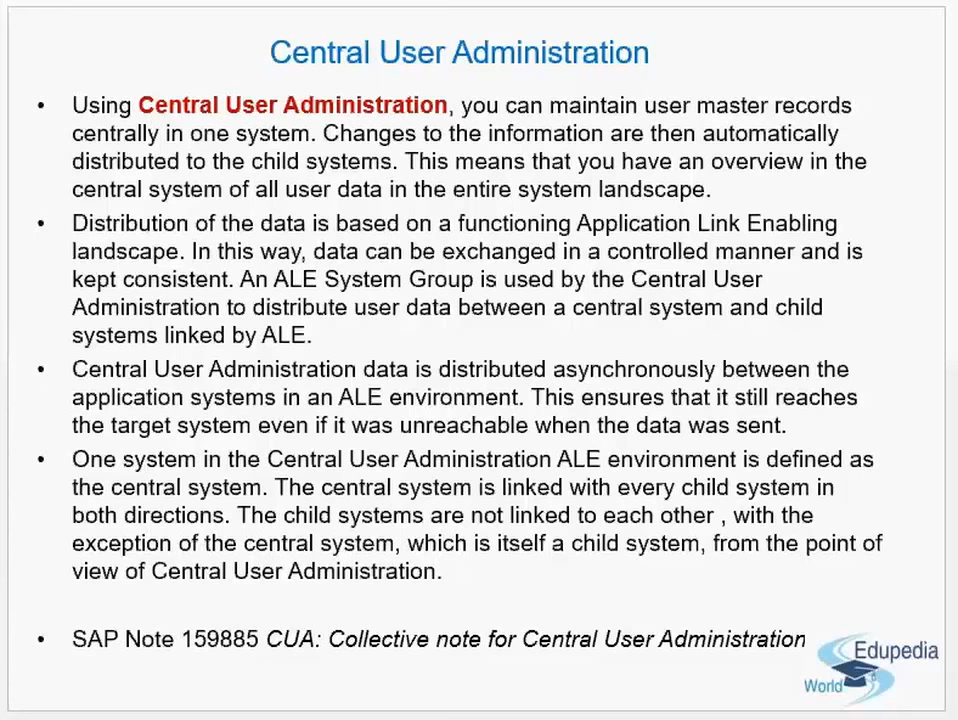 Central User Administration
• Using Central User Administration, you can maintain user master records
centrally in one system. Changes to the information are then automatically
distributed to the child systems. This means that you have an overview in the
central system of all user data in the entire system landscape.
• Distribution of the data is based on a functioning Application Link Enabling
landscape. In this way, data can be exchanged in a controlled manner and is
kept consistent. An ALE System Group is used by the Central User
Administration to distribute user data between a central system and child
systems linked by ALE.
• Central User Administration data is distributed asynchronously between the
application systems in an ALE environment. This ensures that it still reaches
the target system even if it was unreachable when the data was sent.
• One system in the Central User Administration ALE environment is defined as
the central system. The central system is linked with every child system in
both directions. The child systems are not linked to each other , with the
exception of the central system, which is itself a child system, from the point of
view of Central User Administration.
• SAP Note 159885 CUA: Collective note for Central User Administration
Edupedia
World